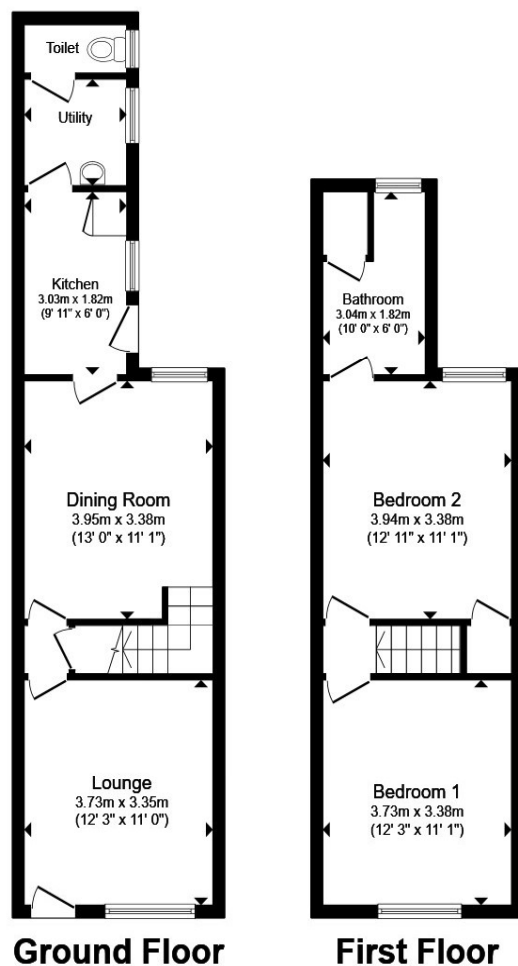 Toilet
Utility
Kitchen
3.03m x 1.82m
(9' 11" x 6' 0")
Dining Room
3.95m x 3.38m
(13' 0" x 11' 1")
Lounge
3.73m x 3.35m
(12' 3" x 11' 0")
Ground Floor
Bathroom
3.04m x 1.82m
(10' 0" x 6' 0")
Bedroom 2
3.94m x 3.38m
(12' 11" x 11' 1")
Bedroom 1
3.73m x 3.38m
(12' 3" x 11' 1")
First Floor